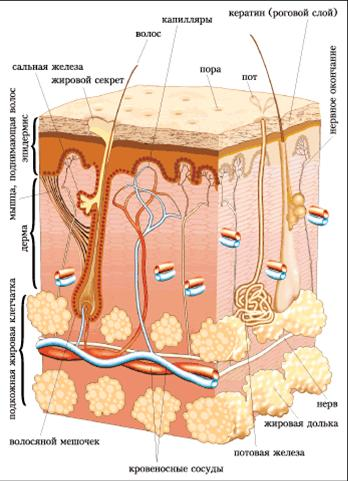 кератин (роговой слой)
капилляры
волос
сальная железа
жировой секрет
пора
пот
нервное окончание
мышца, поднимающая волос
эпидермис
дерма
подкожная жировая клетчатка
нерв
жировая долька
волосяной мешочек
потовая железа
кровеносные сосуды